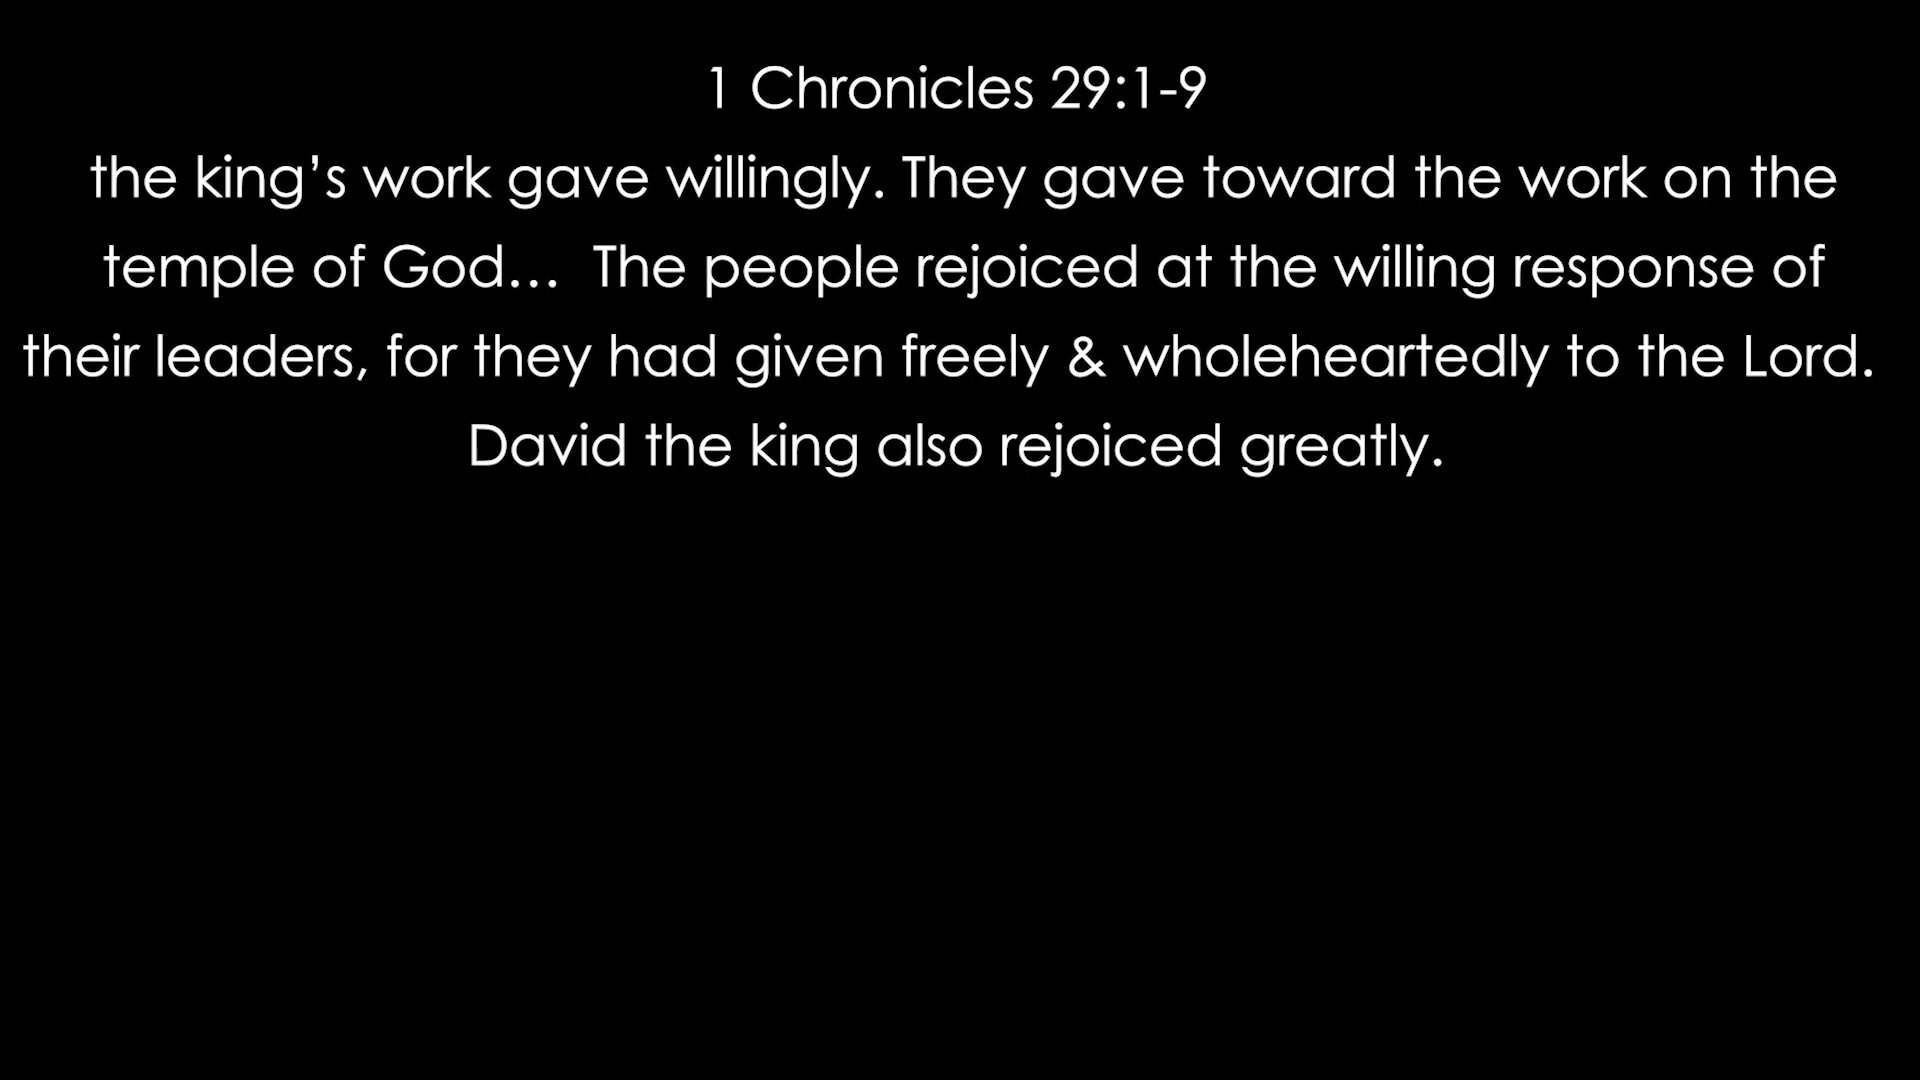 1 Chronicles 29:1-9
the king’s work gave willingly. They gave toward the work on the
temple of God…  The people rejoiced at the willing response of
their leaders, for they had given freely & wholeheartedly to the Lord.
David the king also rejoiced greatly.